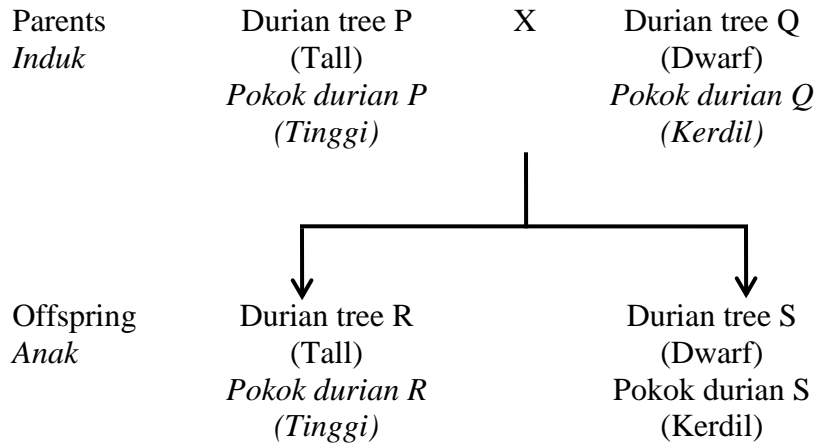 Parents Durian tree P X Durian tree Q
Induk (Tall) (Dwarf)
Pokok durian P Pokok durian Q
(Tinggi) (Kerdil)
Offspring Durian tree R Durian tree S
Anak (Tall) (Dwarf)
Pokok durian R Pokok durian S
(Tinggi) (Kerdil)